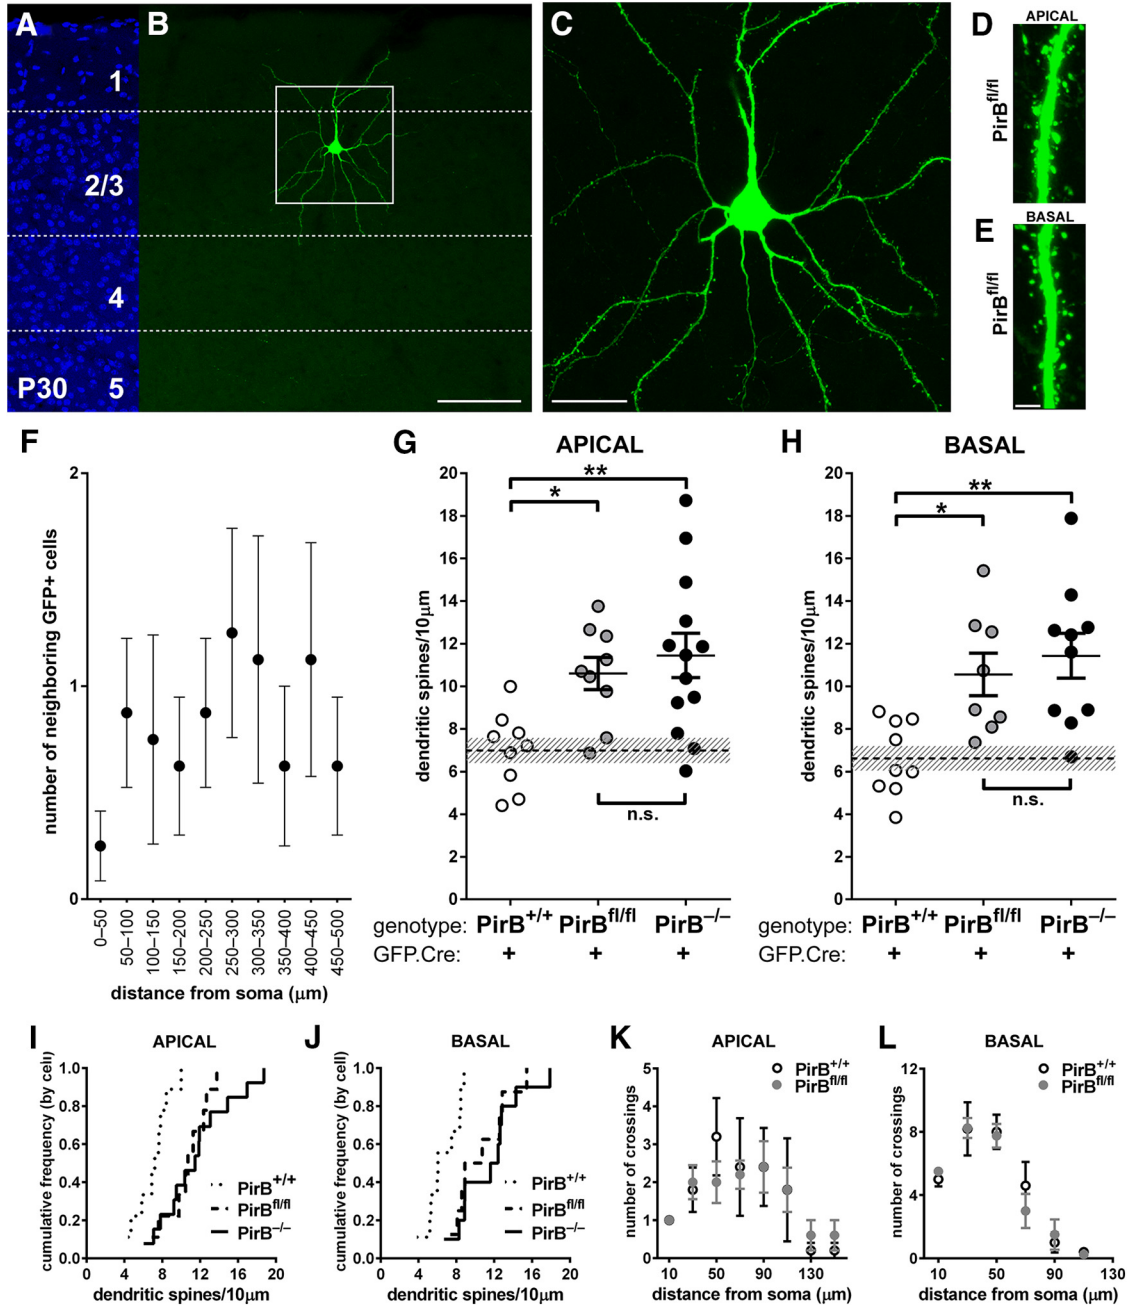 A
B
C
D
APICAL
PirB^fl/fl
1
2/3
4
P30
5
E
BASAL
PirB^fl/fl
F
2
1
0
number of neighboring GFP+ cells
0–50
50–100
100–150
150–200
200–250
250–300
300–350
350–400
400–450
450–500
distance from soma (μm)
G
APICAL
20
18
16
14
12
10
8
6
4
2
0
dendritic spines/10μm
**
*
n.s.
genotype: PirB^+/+ PirB^fl/fl PirB^–/–
GFP.Cre: + + +
H
BASAL
20
18
16
14
12
10
8
6
4
2
0
dendritic spines/10μm
**
*
n.s.
genotype: PirB^+/+ PirB^fl/fl PirB^–/–
GFP.Cre: + + +
I
APICAL
cumulative frequency (by cell)
1.0
0.8
0.6
0.4
0.2
0.0
PirB^+/+
PirB^fl/fl
PirB^–/–
0 4 8 12 16 20
dendritic spines/10μm
J
BASAL
cumulative frequency (by cell)
1.0
0.8
0.6
0.4
0.2
0.0
PirB^+/+
PirB^fl/fl
PirB^–/–
0 4 8 12 16 20
dendritic spines/10μm
K
APICAL
PirB^+/+
PirB^fl/fl
number of crossings
5
4
3
2
1
0
10 50 90 130
distance from soma (μm)
L
BASAL
PirB^+/+
PirB^fl/fl
number of crossings
12
8
4
0
10 50 90 130
distance from soma (μm)